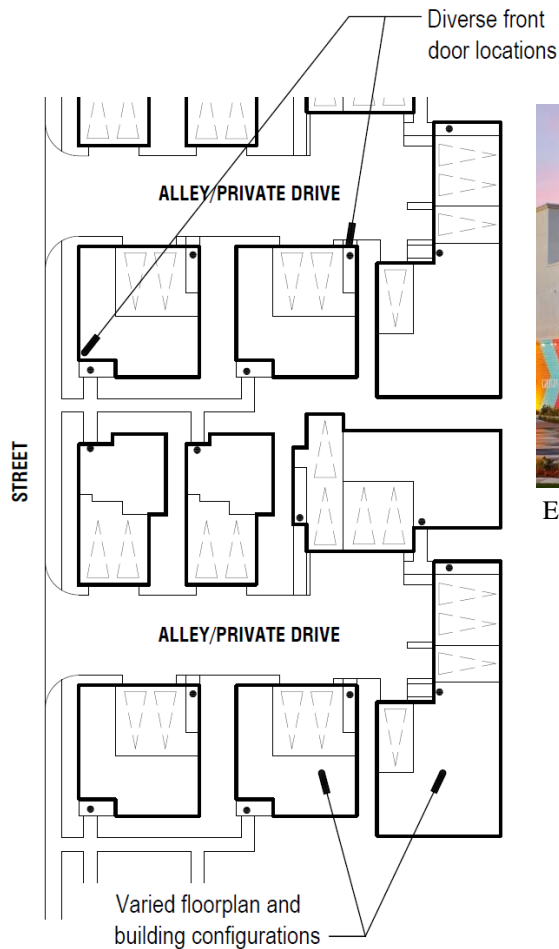 Diverse front
door locations
ALLEY/PRIVATE DRIVE
STREET
E
ALLEY/PRIVATE DRIVE
Varied floorplan and
building configurations